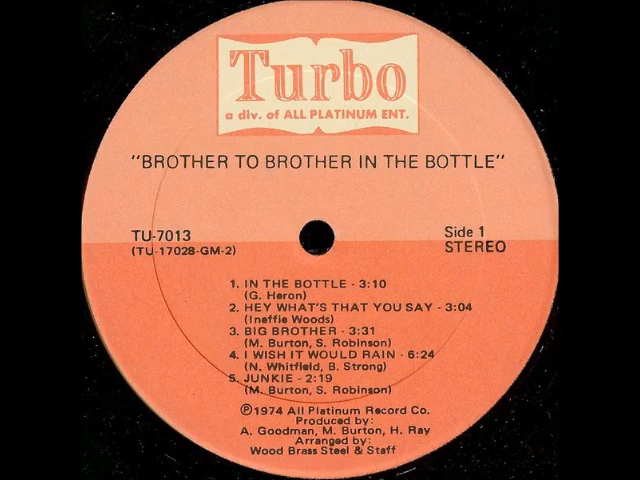 Turbo
a div. of ALL PLATINUM ENT.
"BROTHER TO BROTHER IN THE BOTTLE"
TU-7013
(TU-17028-GM-2)
Side 1
STEREO
1. IN THE BOTTLE - 3:10
(G. Heron)
2. HEY WHAT'S THAT YOU SAY - 3:04
(Ineffie Woods)
3. BIG BROTHER - 3:31
(M. Burton, S. Robinson)
4. I WISH IT WOULD RAIN - 6:24
(N. Whitfield, B. Strong)
5. JUNKIE - 2:19
(M. Burton, S. Robinson)
Ⓟ1974 All Platinum Record Co.
Produced by:
A. Goodman, M. Burton, H. Ray
Arranged by:
Wood Brass Steel & Staff